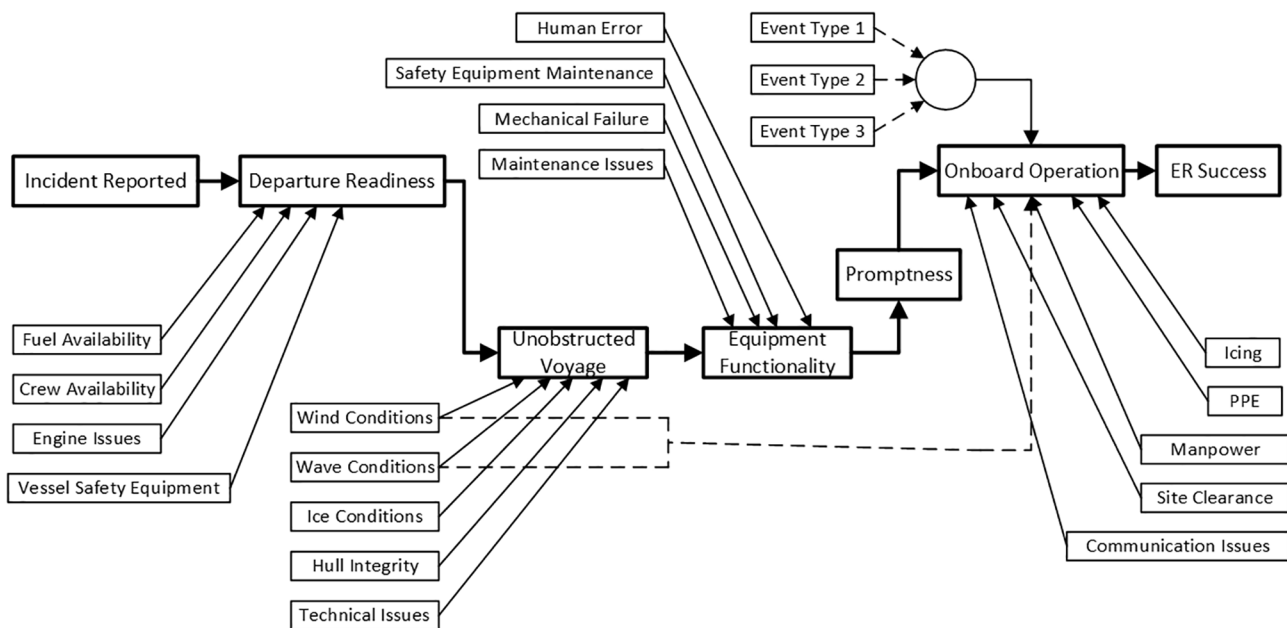 Human Error
Event Type 1
Safety Equipment Maintenance
Event Type 2
Mechanical Failure
Event Type 3
Maintenance Issues
Incident Reported
Departure Readiness
Onboard Operation
ER Success
Promptness
Fuel Availability
Unobstructed
Voyage
Equipment
Functionality
Icing
Crew Availability
Wind Conditions
PPE
Engine Issues
Manpower
Wave Conditions
Vessel Safety Equipment
Site Clearance
Ice Conditions
Communication Issues
Hull Integrity
Technical Issues